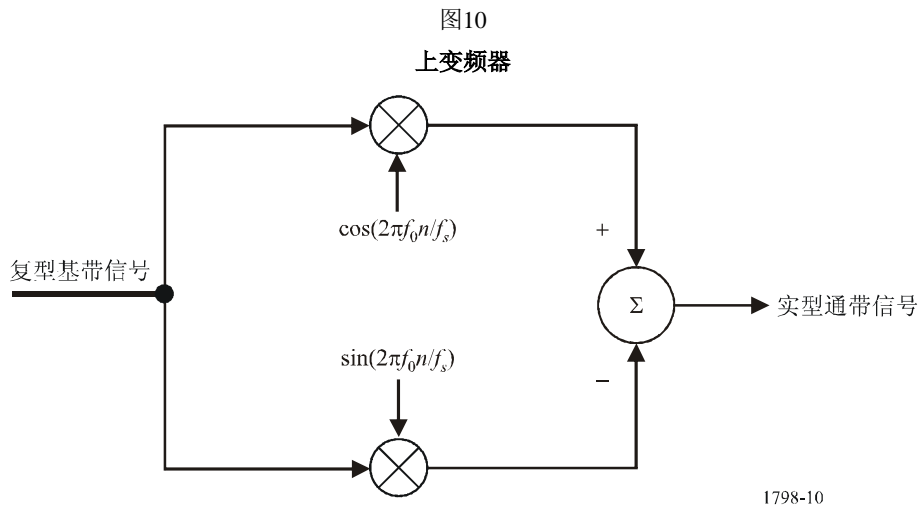 图10
上变频器
cos(2πf₀n/fₛ)
+
复型基带信号
Σ
实型通带信号
sin(2πf₀n/fₛ)
−
1798-10